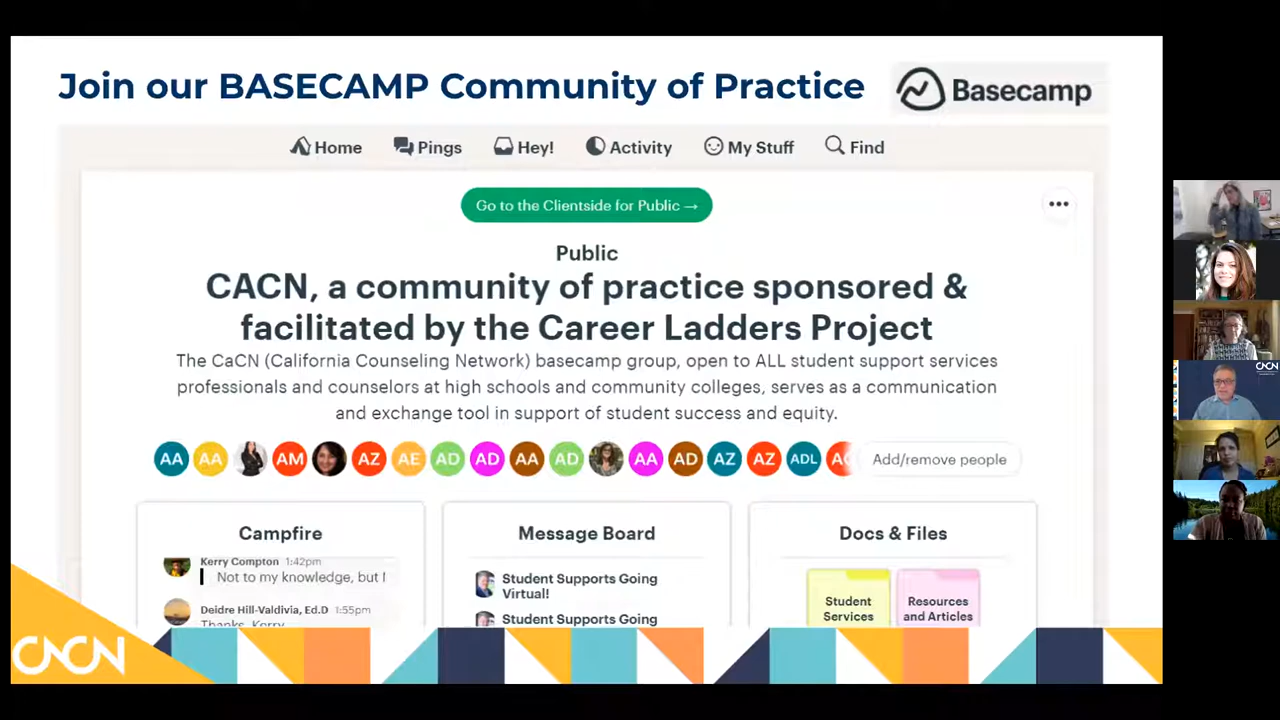 Join our BASECAMP Community of Practice
Basecamp
Home Pings Hey! Activity My Stuff Find
Go to the Clientside for Public →
Public
CACN, a community of practice sponsored &
facilitated by the Career Ladders Project
The CaCN (California Counseling Network) basecamp group, open to ALL student support services
professionals and counselors at high schools and community colleges, serves as a communication
and exchange tool in support of student success and equity.
AA AA AM AZ AE AD AD AA AD AA AD AZ AZ ADL
Add/remove people
Campfire
Kerry Compton 1:42pm
Not to my knowledge, but
Deidre Hill-Valdivia, Ed.D 1:55pm
Thanks, Kerry
Message Board
Student Supports Going
Virtual!
Student Supports Going
Docs & Files
Student
Services
Resources
and Articles
CACN
CACN